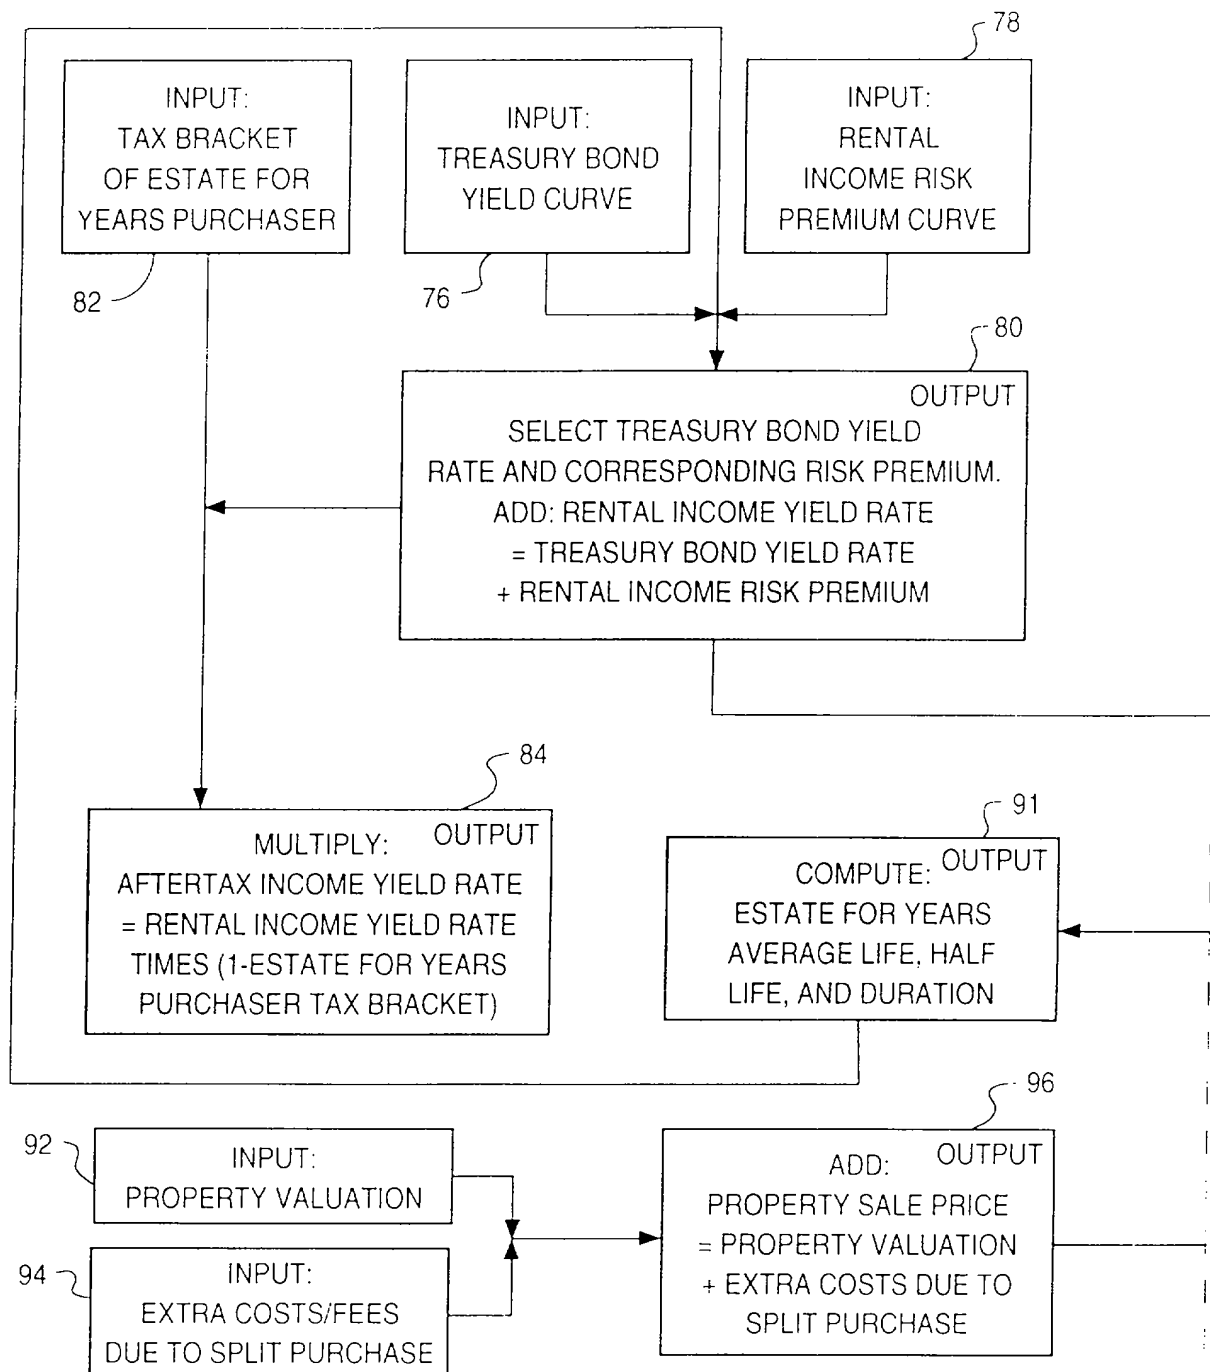 78
INPUT:
TAX BRACKET
OF ESTATE FOR
YEARS PURCHASER
82
INPUT:
TREASURY BOND
YIELD CURVE
76
INPUT:
RENTAL
INCOME RISK
PREMIUM CURVE
80
OUTPUT
SELECT TREASURY BOND YIELD
RATE AND CORRESPONDING RISK PREMIUM.
ADD: RENTAL INCOME YIELD RATE
= TREASURY BOND YIELD RATE
+ RENTAL INCOME RISK PREMIUM
84
OUTPUT
MULTIPLY:
AFTERTAX INCOME YIELD RATE
= RENTAL INCOME YIELD RATE
TIMES (1-ESTATE FOR YEARS
PURCHASER TAX BRACKET)
91
OUTPUT
COMPUTE:
ESTATE FOR YEARS
AVERAGE LIFE, HALF
LIFE, AND DURATION
92
INPUT:
PROPERTY VALUATION
94
INPUT:
EXTRA COSTS/FEES
DUE TO SPLIT PURCHASE
96
OUTPUT
ADD:
PROPERTY SALE PRICE
= PROPERTY VALUATION
+ EXTRA COSTS DUE TO
SPLIT PURCHASE